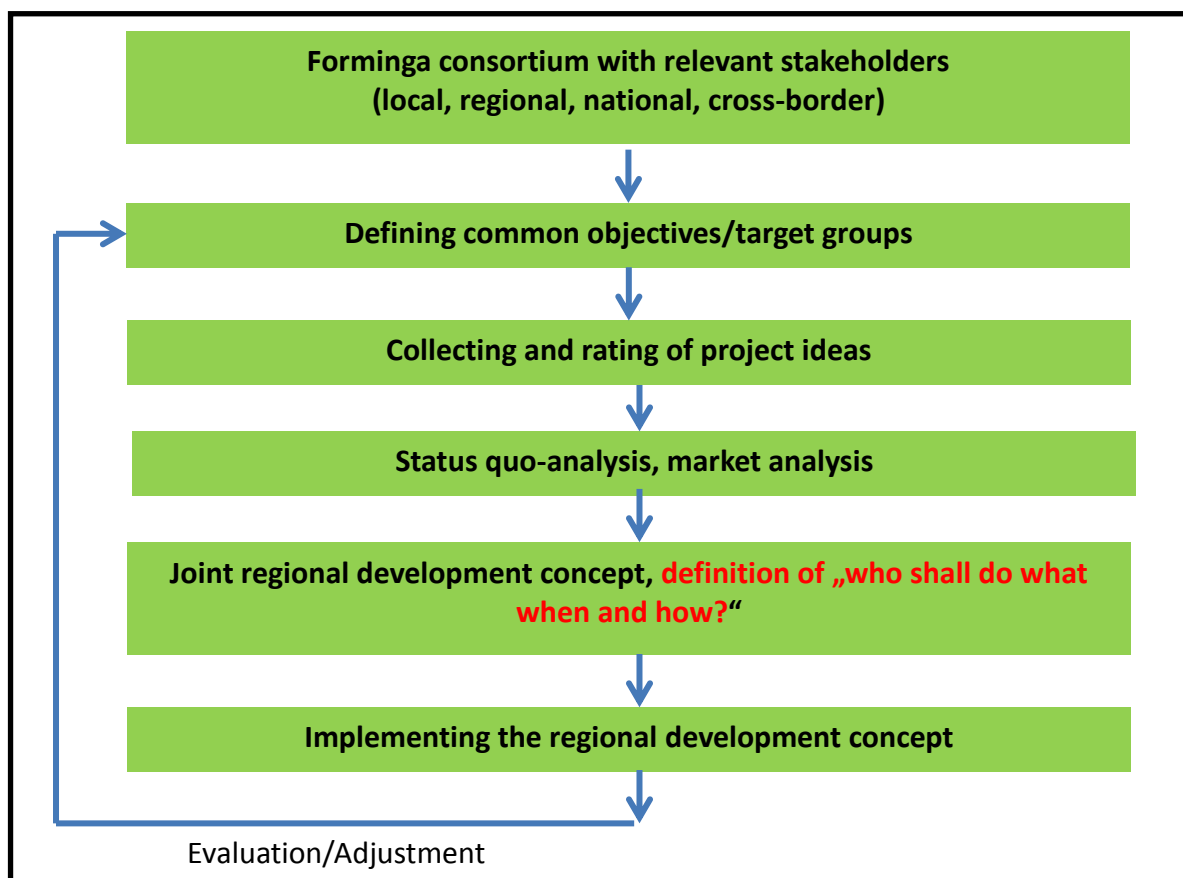 Forminga consortium with relevant stakeholders
(local, regional, national, cross-border)
Defining common objectives/target groups
Collecting and rating of project ideas
Status quo-analysis, market analysis
Joint regional development concept, definition of „who shall do what
when and how?“
Implementing the regional development concept
Evaluation/Adjustment